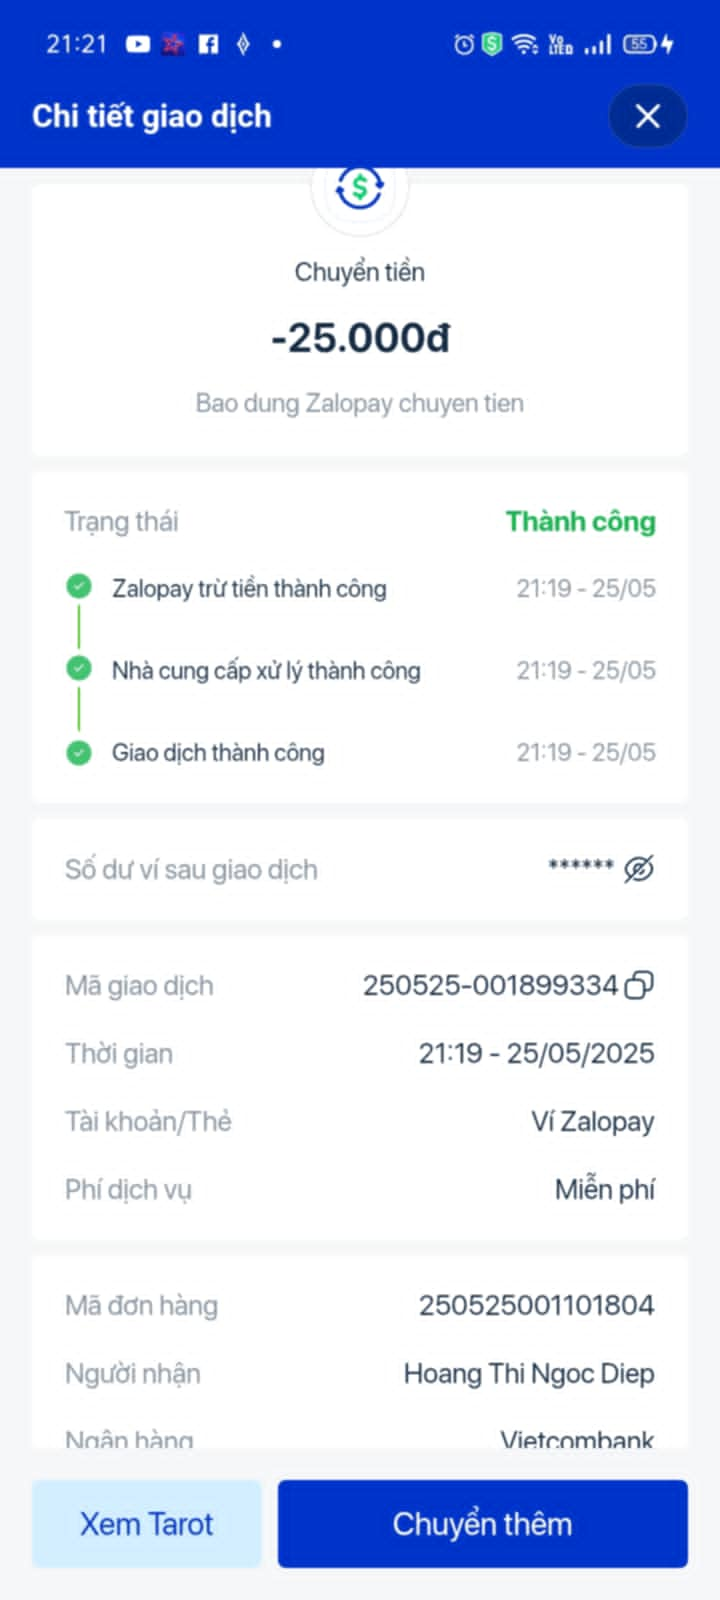 21:21
55
Chi tiết giao dịch
Chuyển tiền
-25.000đ
Bao dung Zalopay chuyen tien
Trạng thái Thành công
Zalopay trừ tiền thành công 21:19 - 25/05
Nhà cung cấp xử lý thành công 21:19 - 25/05
Giao dịch thành công 21:19 - 25/05
Số dư ví sau giao dịch ******
Mã giao dịch 250525-001899334
Thời gian 21:19 - 25/05/2025
Tài khoản/Thẻ Ví Zalopay
Phí dịch vụ Miễn phí
Mã đơn hàng 250525001101804
Người nhận Hoang Thi Ngoc Diep
Ngân hàng Vietcombank
Xem Tarot Chuyển thêm